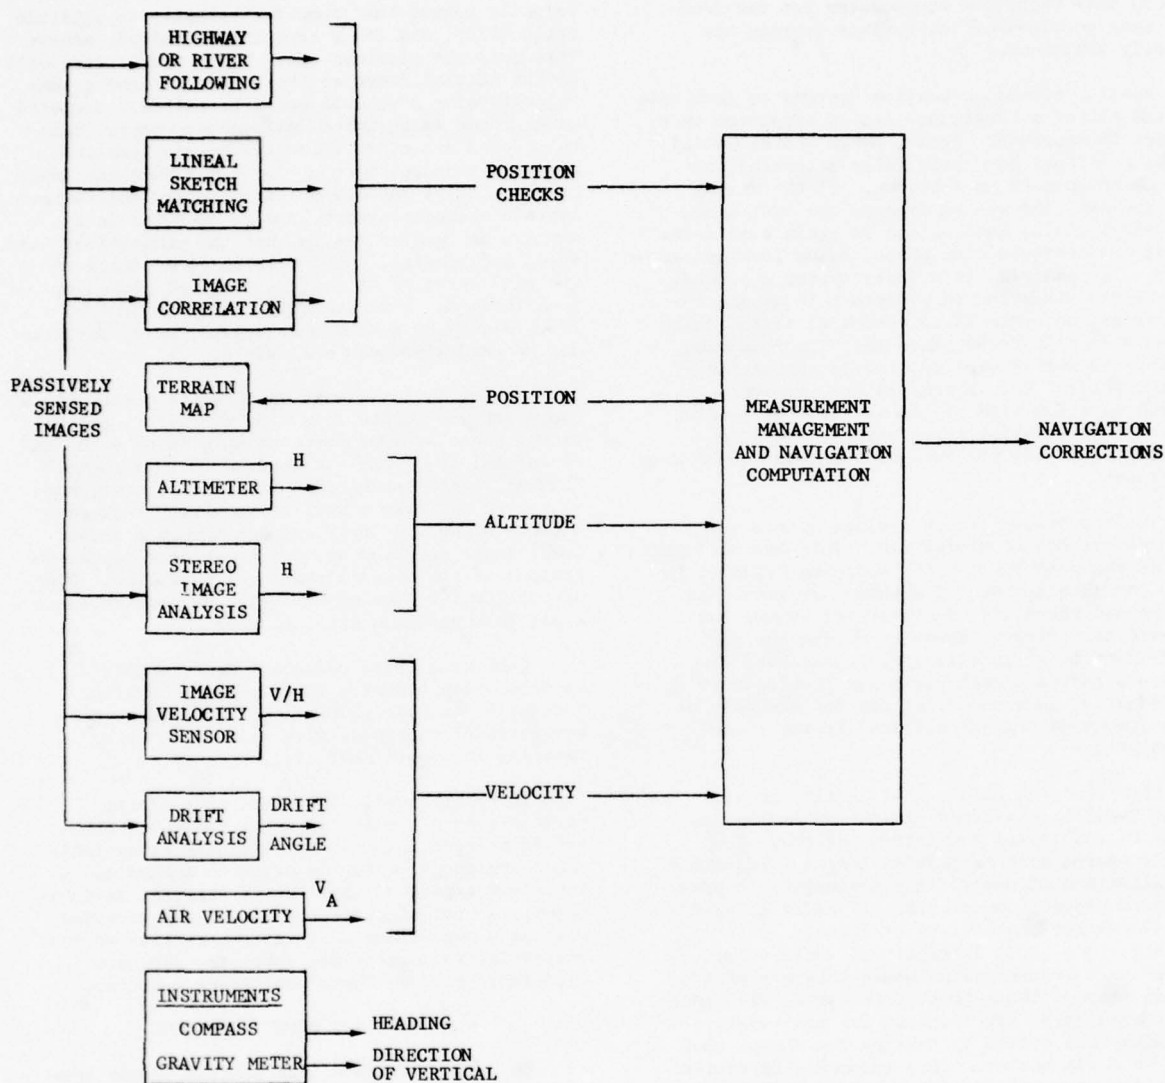 HIGHWAY
OR RIVER
FOLLOWING
LINEAL
SKETCH
MATCHING
IMAGE
CORRELATION
POSITION
CHECKS
PASSIVELY
SENSED
IMAGES
TERRAIN
MAP
POSITION
MEASUREMENT
MANAGEMENT
AND NAVIGATION
COMPUTATION
NAVIGATION
CORRECTIONS
ALTIMETER
H
ALTITUDE
STEREO
IMAGE
ANALYSIS
H
IMAGE
VELOCITY
SENSOR
V/H
VELOCITY
DRIFT
ANALYSIS
DRIFT
ANGLE
AIR VELOCITY
V
A
INSTRUMENTS
COMPASS
HEADING
GRAVITY METER
DIRECTION
OF VERTICAL